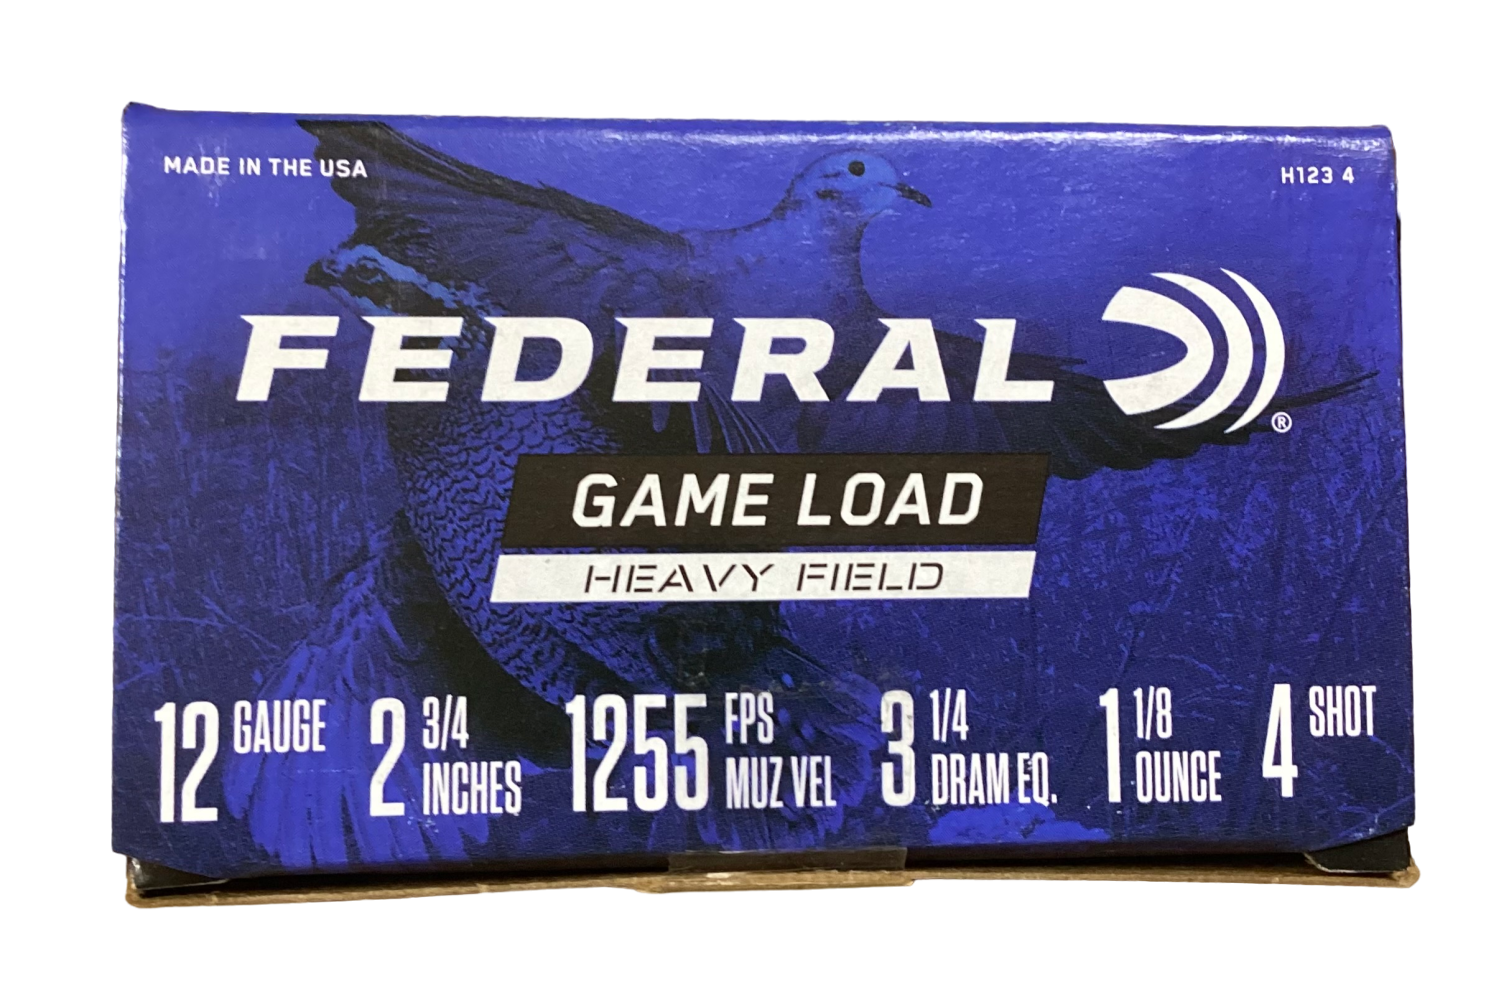 MADE IN THE USA
H123 4
FEDERAL ®
GAME LOAD
HEAVY FIELD
12 GAUGE
2 3/4 INCHES
1255 FPS MUZ VEL
3 1/4 DRAM EQ.
1 1/8 OUNCE
4 SHOT